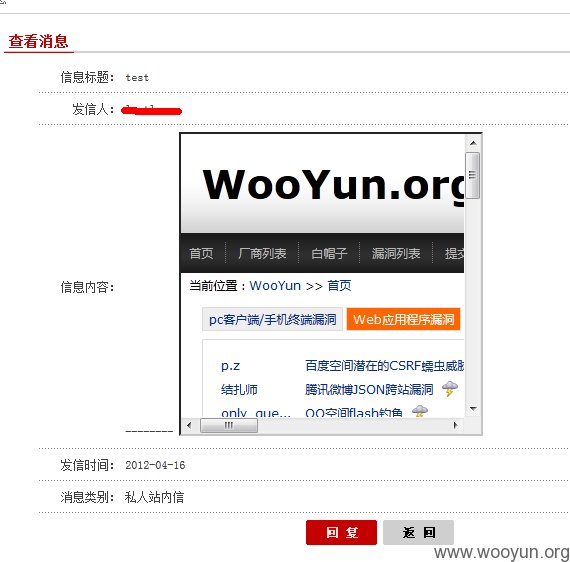 查看消息
信息标题： test
发信人：
WooYun.org
首页 厂商列表 白帽子 漏洞列表 提交
当前位置：WooYun >> 首页
信息内容：
pc客户端/手机终端漏洞 Web应用程序漏洞
p.z 百度空间潜在的CSRF蠕虫威胁
结扎师 腾讯微博JSON跨站漏洞
only_gue... QQ空间flash钓鱼
--------
发信时间： 2012-04-16
消息类别： 私人站内信
回 复 返 回
www.wooyun.org